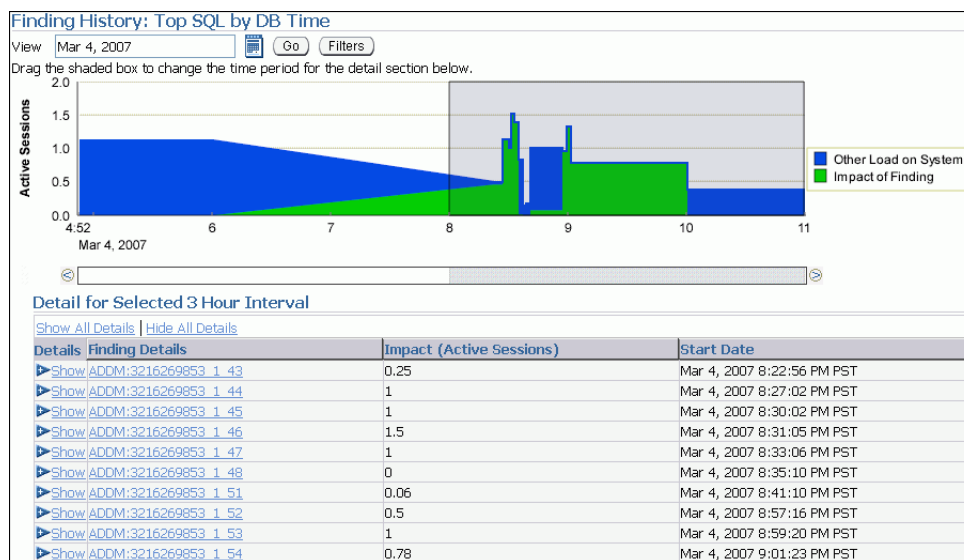 Finding History: Top SQL by DB Time
View Mar 4, 2007 Go Filters
Drag the shaded box to change the time period for the detail section below.
2.0
1.5
1.0
0.5
0.0
Active Sessions
Other Load on System
Impact of Finding
4:52 6 7 8 9 10 11
Mar 4, 2007
Detail for Selected 3 Hour Interval
Show All Details | Hide All Details
Details Finding Details Impact (Active Sessions) Start Date
Show ADDM:3216269853_1_43 0.25 Mar 4, 2007 8:22:56 PM PST
Show ADDM:3216269853_1_44 1 Mar 4, 2007 8:27:02 PM PST
Show ADDM:3216269853_1_45 1 Mar 4, 2007 8:30:02 PM PST
Show ADDM:3216269853_1_46 1.5 Mar 4, 2007 8:31:05 PM PST
Show ADDM:3216269853_1_47 1 Mar 4, 2007 8:33:06 PM PST
Show ADDM:3216269853_1_48 0 Mar 4, 2007 8:35:10 PM PST
Show ADDM:3216269853_1_51 0.06 Mar 4, 2007 8:41:10 PM PST
Show ADDM:3216269853_1_52 0.5 Mar 4, 2007 8:57:16 PM PST
Show ADDM:3216269853_1_53 1 Mar 4, 2007 8:59:20 PM PST
Show ADDM:3216269853_1_54 0.78 Mar 4, 2007 9:01:23 PM PST